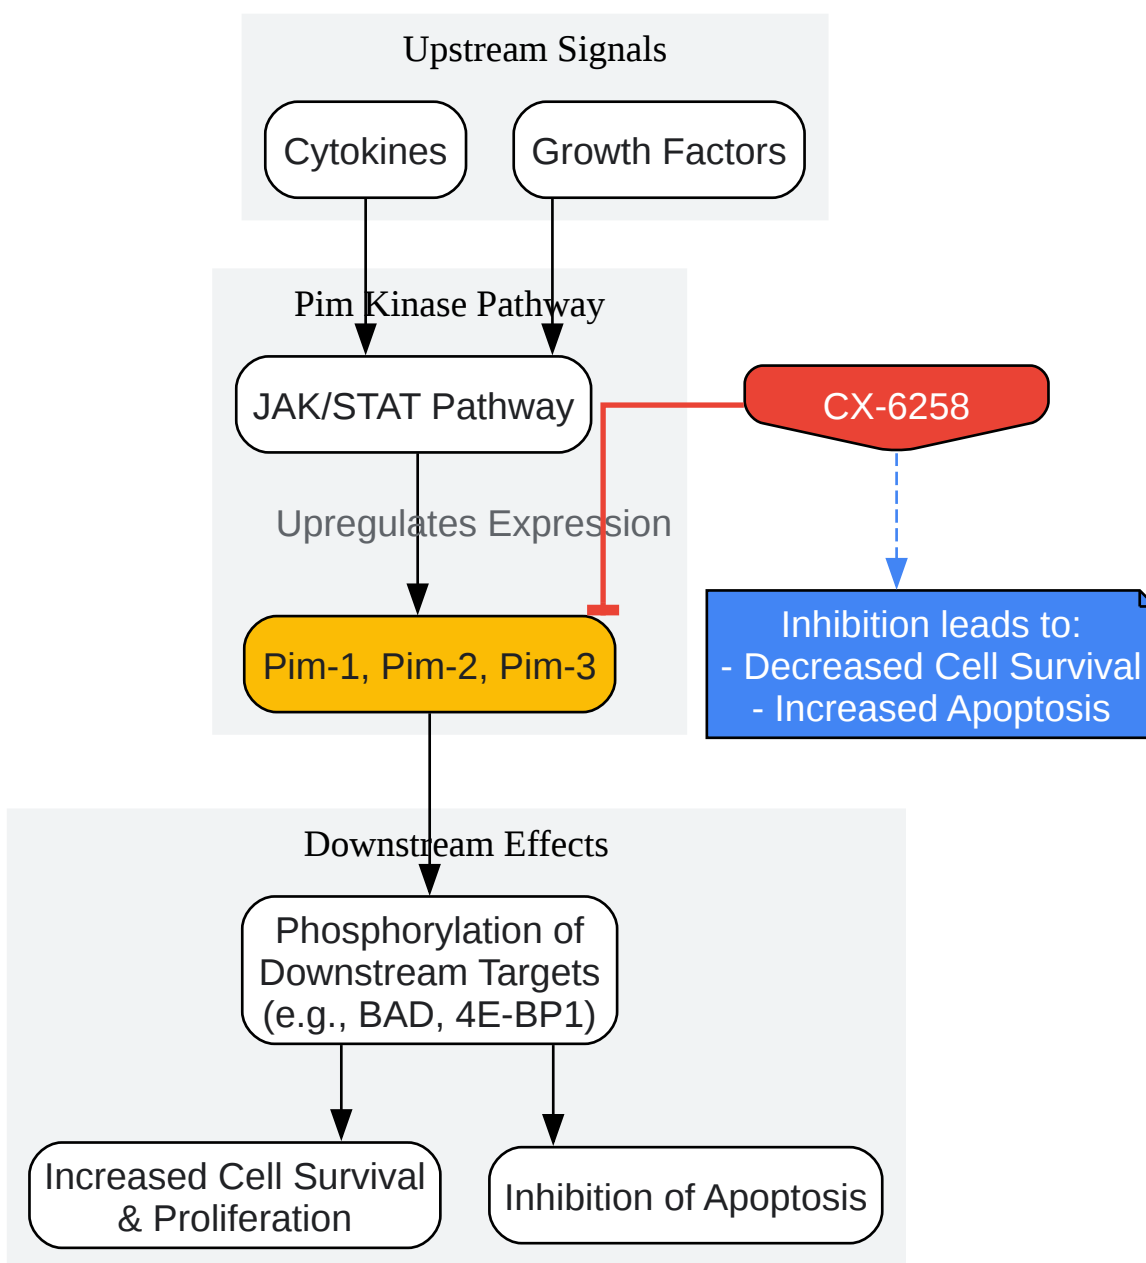 Upstream Signals
Cytokines
Growth Factors
Pim Kinase Pathway
JAK/STAT Pathway
CX-6258
Upregulates Expression
Pim-1, Pim-2, Pim-3
Inhibition leads to:
- Decreased Cell Survival
- Increased Apoptosis
Downstream Effects
Phosphorylation of
Downstream Targets
(e.g., BAD, 4E-BP1)
Increased Cell Survival
& Proliferation
Inhibition of Apoptosis